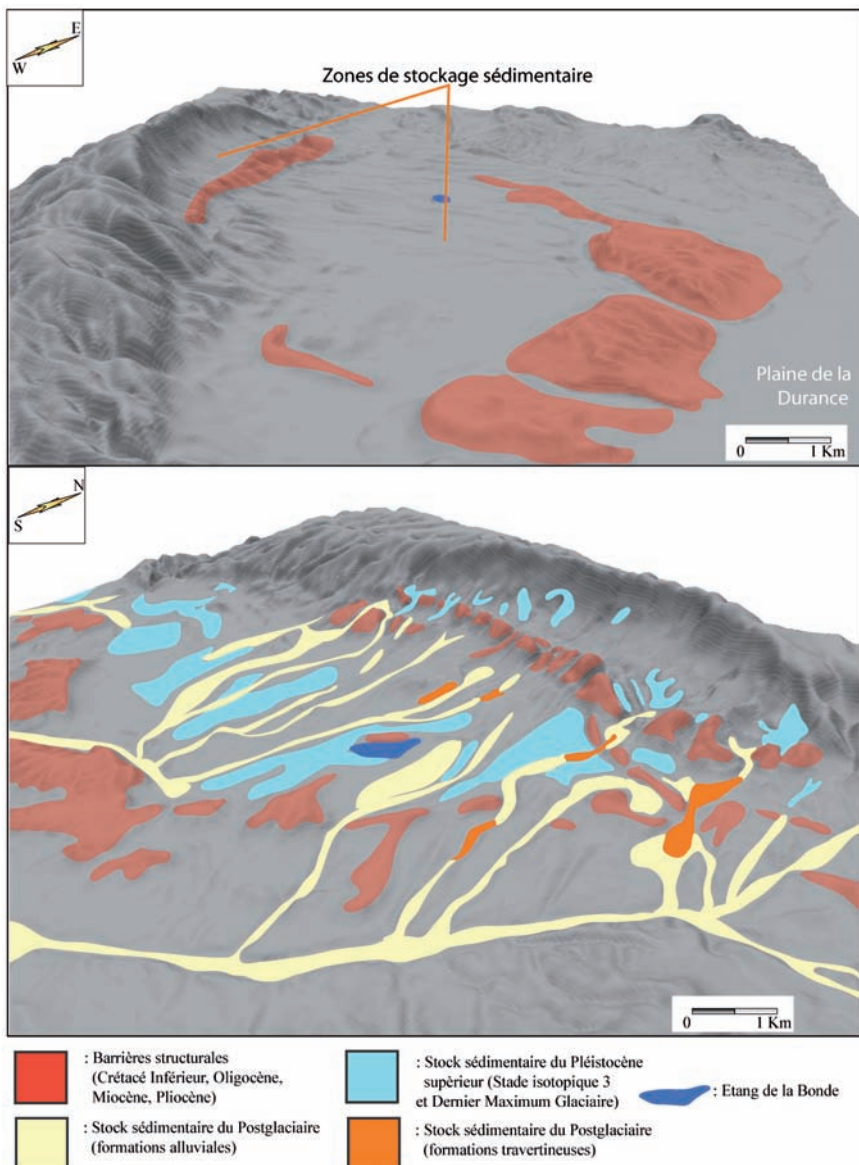 E
W
Zones de stockage sédimentaire
Plaine de la
Durance
0 1 Km
N
S
0 1 Km
: Barrières structurales
(Crétacé Inférieur, Oligocène,
Miocène, Pliocène)
: Stock sédimentaire du Pléistocène
supérieur (Stade isotopique 3
et Dernier Maximum Glaciaire)
: Etang de la Bonde
: Stock sédimentaire du Postglaciaire
(formations alluviales)
: Stock sédimentaire du Postglaciaire
(formations travertineuses)